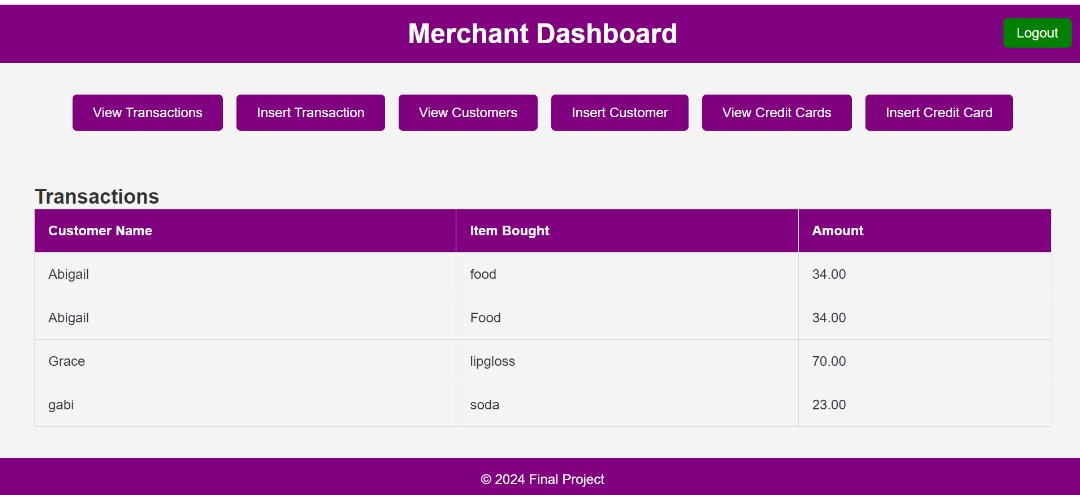 Merchant Dashboard
Logout
View Transactions Insert Transaction View Customers Insert Customer View Credit Cards Insert Credit Card
Transactions
Customer Name Item Bought Amount
Abigail food 34.00
Abigail Food 34.00
Grace lipgloss 70.00
gabi soda 23.00
© 2024 Final Project